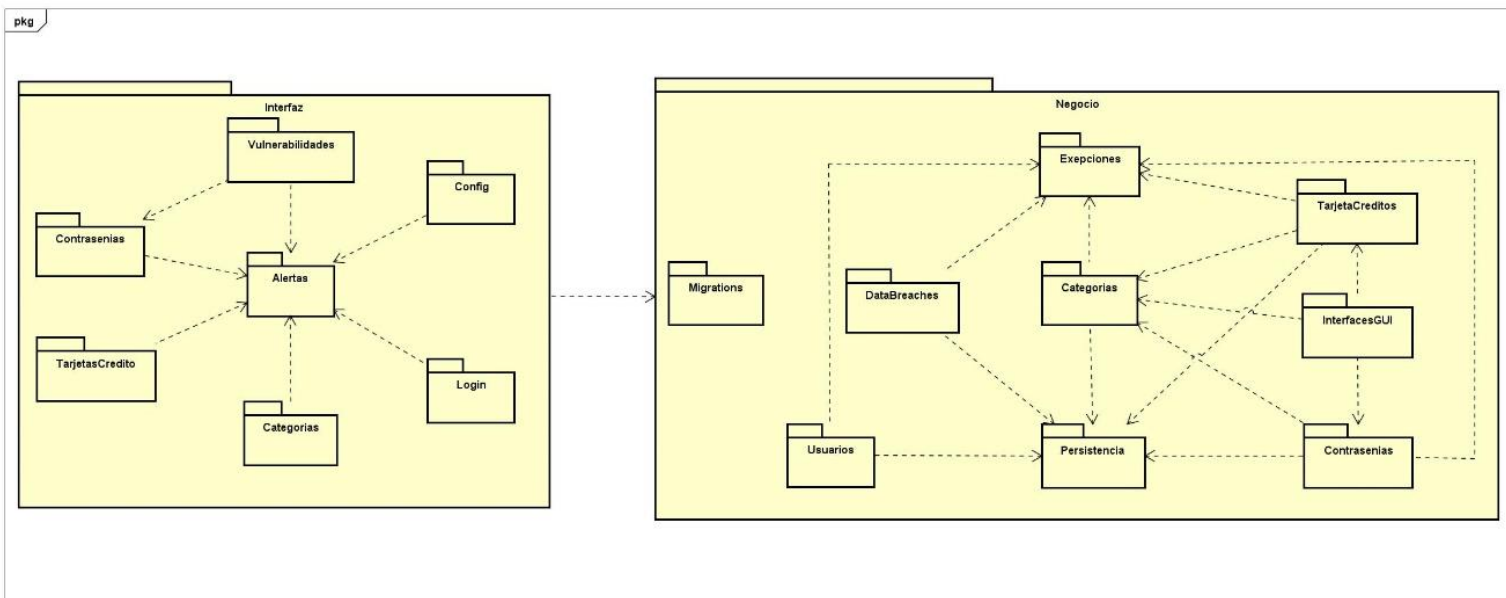 pkg
Interfaz
Vulnerabilidades
Config
Contrasenias
Alertas
TarjetasCredito
Login
Categorias
Negocio
Exepciones
TarjetaCreditos
Migrations
DataBreaches
Categorias
InterfacesGUI
Usuarios
Persistencia
Contrasenias